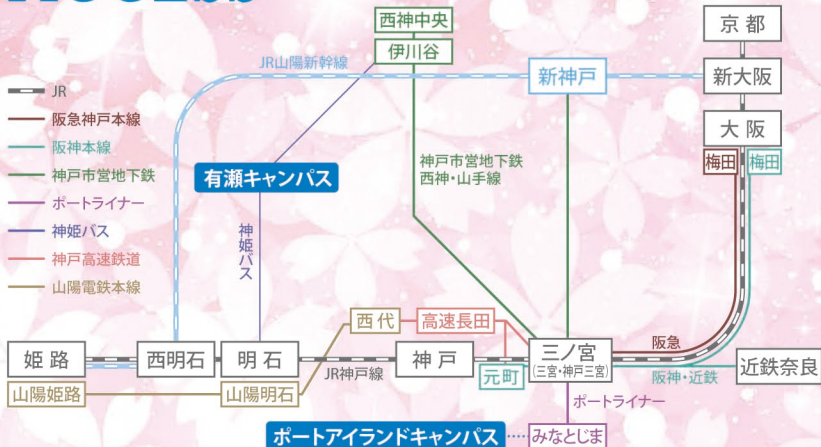 西神中央
京都
伊川谷
JR山陽新幹線
新神戸
新大阪
JR
阪急神戸本線
阪神本線
神戸市営地下鉄
ポートライナー
神姫バス
神戸高速鉄道
山陽電鉄本線
大阪
梅田
梅田
神戸市営地下鉄
西神・山手線
有瀬キャンパス
神姫バス
西代
高速長田
阪急
姫路
西明石
明石
神戸
三ノ宮
(三宮・神戸三宮)
近鉄奈良
JR神戸線
元町
阪神・近鉄
山陽姫路
山陽明石
ポートライナー
ポートアイランドキャンパス
みなとじま